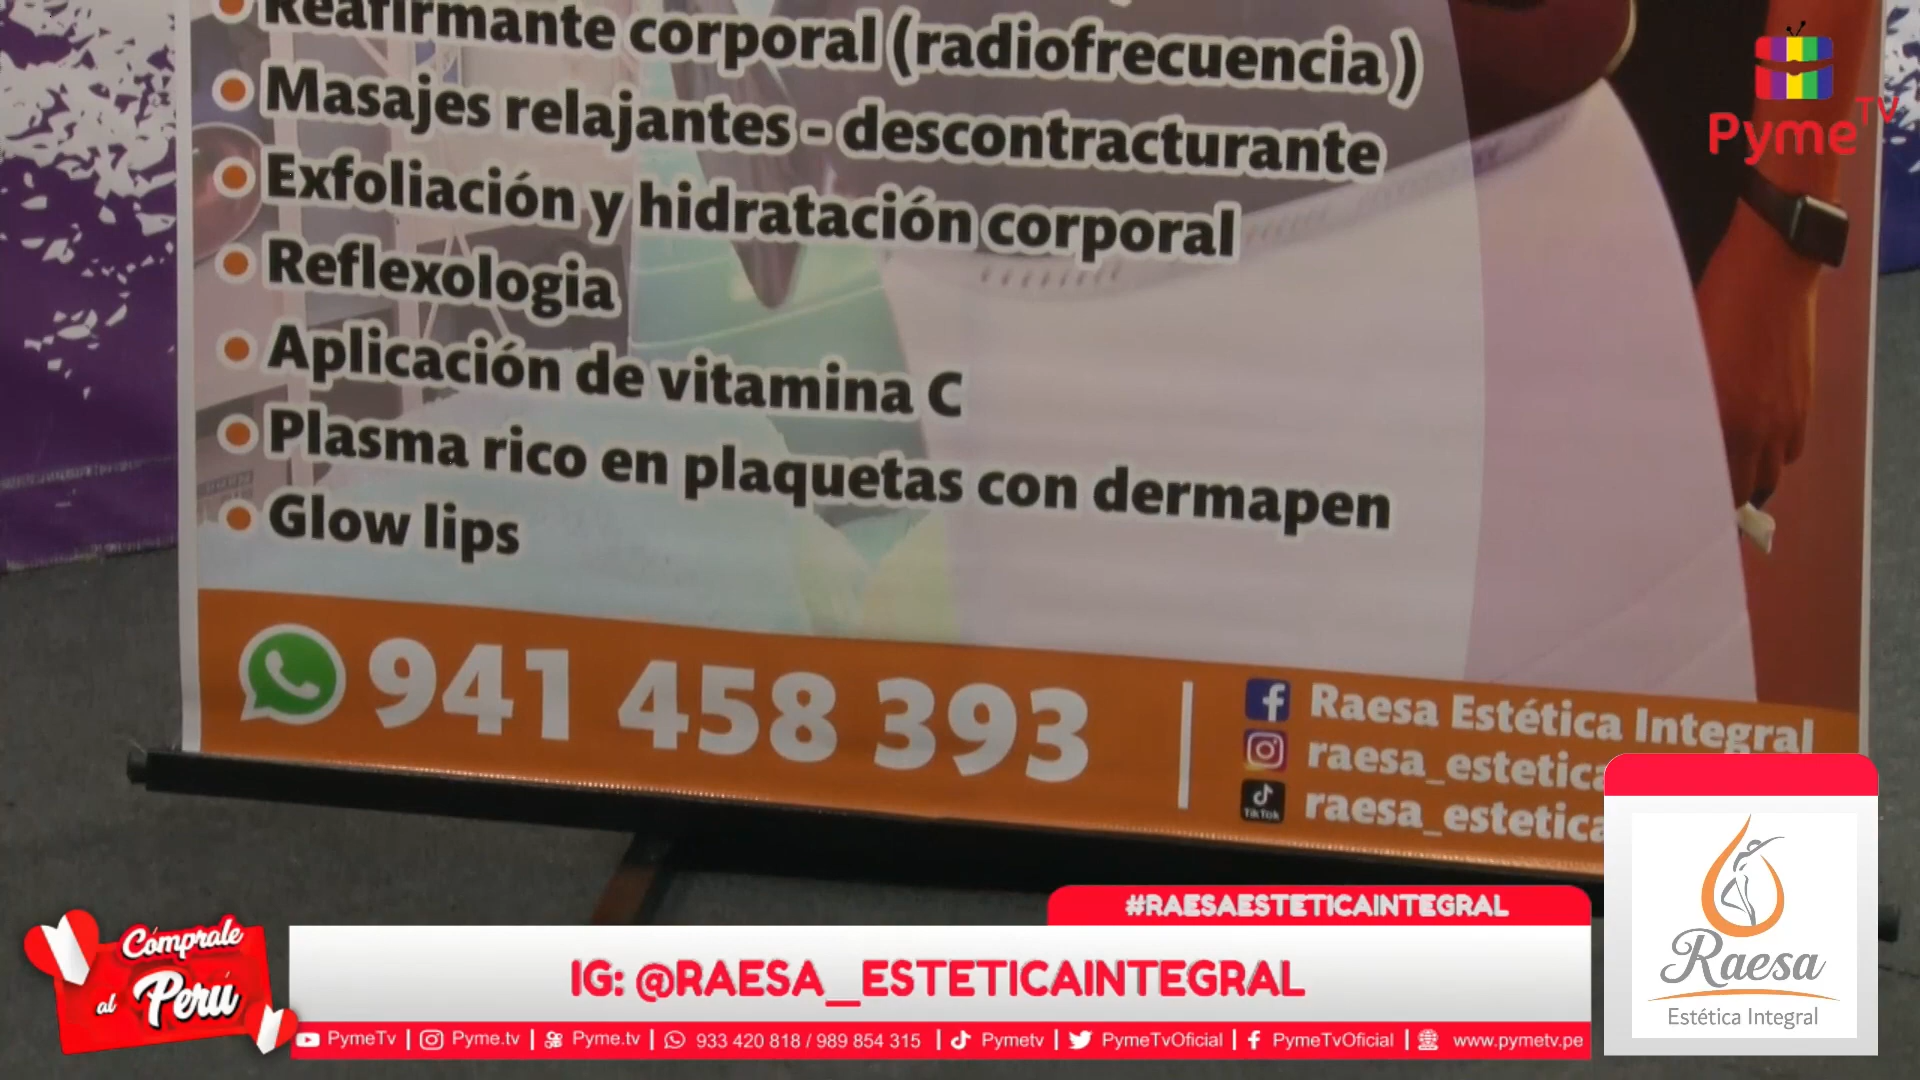 Reafirmante corporal (radiofrecuencia )
Masajes relajantes - descontracturante
Exfoliación y hidratación corporal
Reflexologia
Aplicación de vitamina C
Plasma rico en plaquetas con dermapen
Glow lips
941 458 393
Raesa Estética Integral
raesa_estetica
TikTok
raesa_estetica
PymeTV
#RAESAESTETICAINTEGRAL
IG: @RAESA_ESTETICAINTEGRAL
Cómprale
al Perú
PymeTv | Pyme.tv | Pyme.tv | 933 420 818 / 989 854 315 | Pymetv | PymeTvOficial | PymeTvOficial | www.pymetv.pe
Raesa
Estética Integral